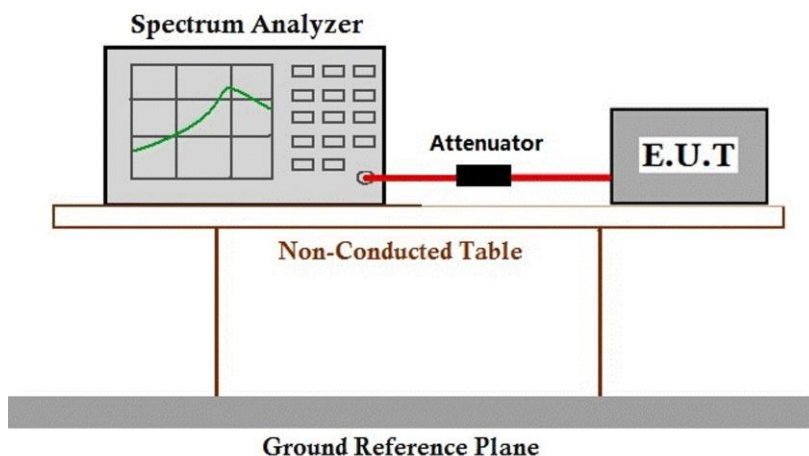 Spectrum Analyzer
Attenuator
E.U.T
Non-Conducted Table
Ground Reference Plane